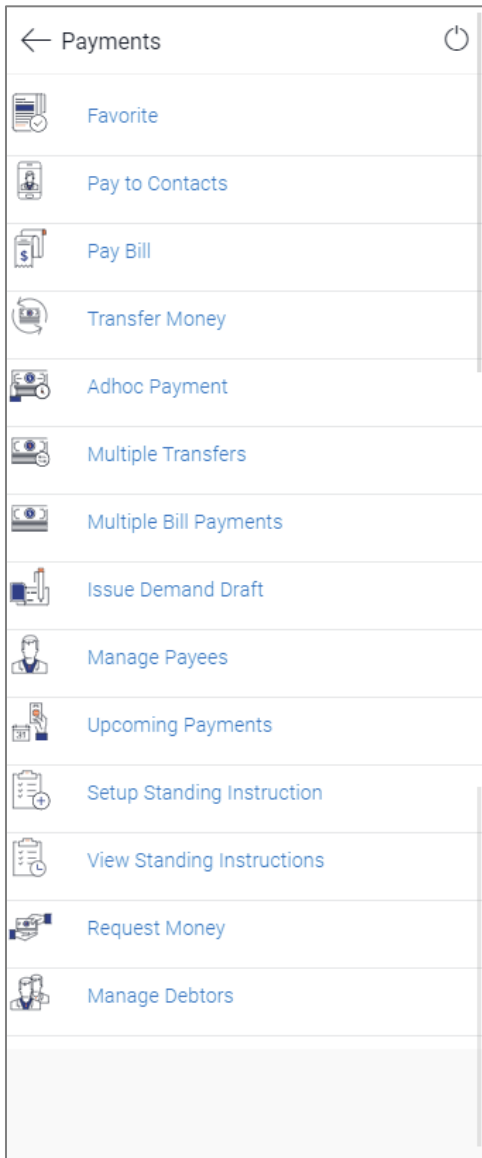 Payments
Favorite
Pay to Contacts
$
Pay Bill
Transfer Money
Adhoc Payment
Multiple Transfers
Multiple Bill Payments
Issue Demand Draft
Manage Payees
31
Upcoming Payments
Setup Standing Instruction
View Standing Instructions
Request Money
Manage Debtors